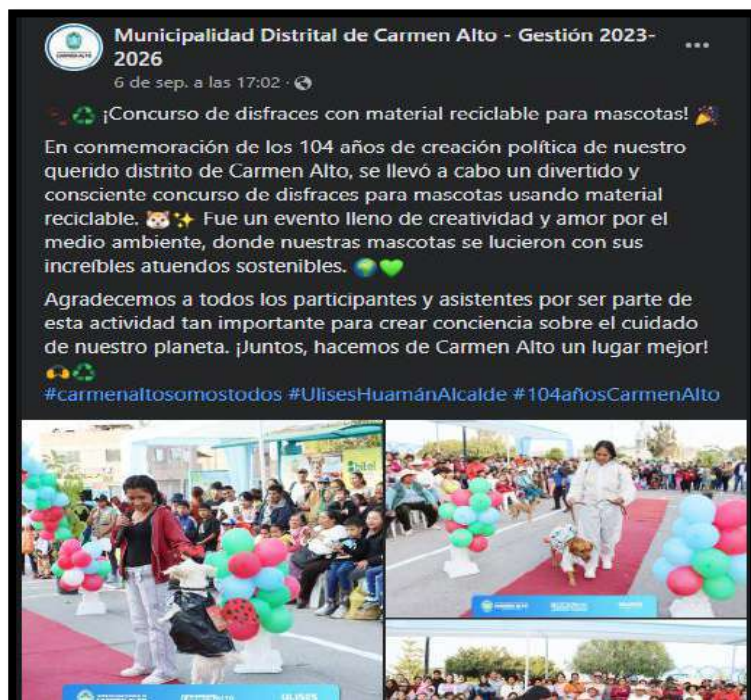 Municipalidad Distrital de Carmen Alto - Gestión 2023-
2026
6 de sep. a las 17:02 ·
¡Concurso de disfraces con material reciclable para mascotas!
En conmemoración de los 104 años de creación política de nuestro
querido distrito de Carmen Alto, se llevó a cabo un divertido y
consciente concurso de disfraces para mascotas usando material
reciclable. Fue un evento lleno de creatividad y amor por el
medio ambiente, donde nuestras mascotas se lucieron con sus
increíbles atuendos sostenibles.
Agradecemos a todos los participantes y asistentes por ser parte de
esta actividad tan importante para crear conciencia sobre el cuidado
de nuestro planeta. ¡Juntos, hacemos de Carmen Alto un lugar mejor!
#carmenaltosomostodos #UlisesHuamánAlcalde #104añosCarmenAlto
bitel
CARMEN ALTO
ULISES